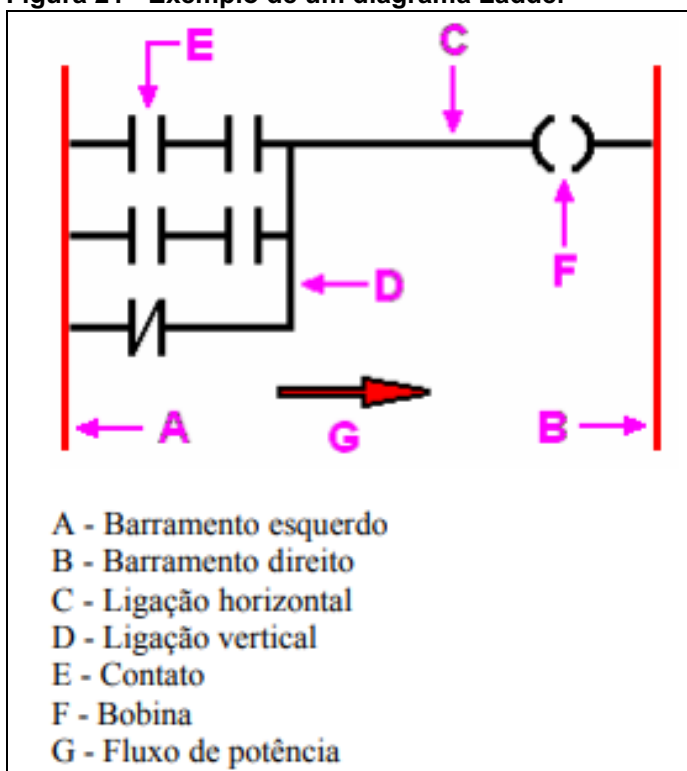 Figura 21 - Exemplo de um diagrama Ladder
E
C
D
F
A
G
B
A - Barramento esquerdo
B - Barramento direito
C - Ligação horizontal
D - Ligação vertical
E - Contato
F - Bobina
G - Fluxo de potência